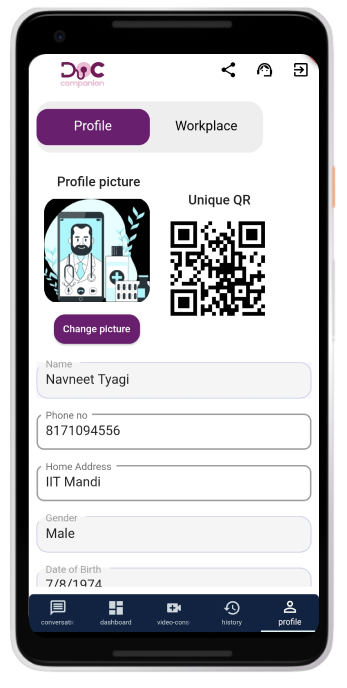 DOC
companion
Profile
Workplace
Profile picture
Unique QR
Change picture
Name
Navneet Tyagi
Phone no
8171094556
Home Address
IIT Mandi
Gender
Male
Date of Birth
7/8/1974
conversatic
dashboard
video-cons
history
profile